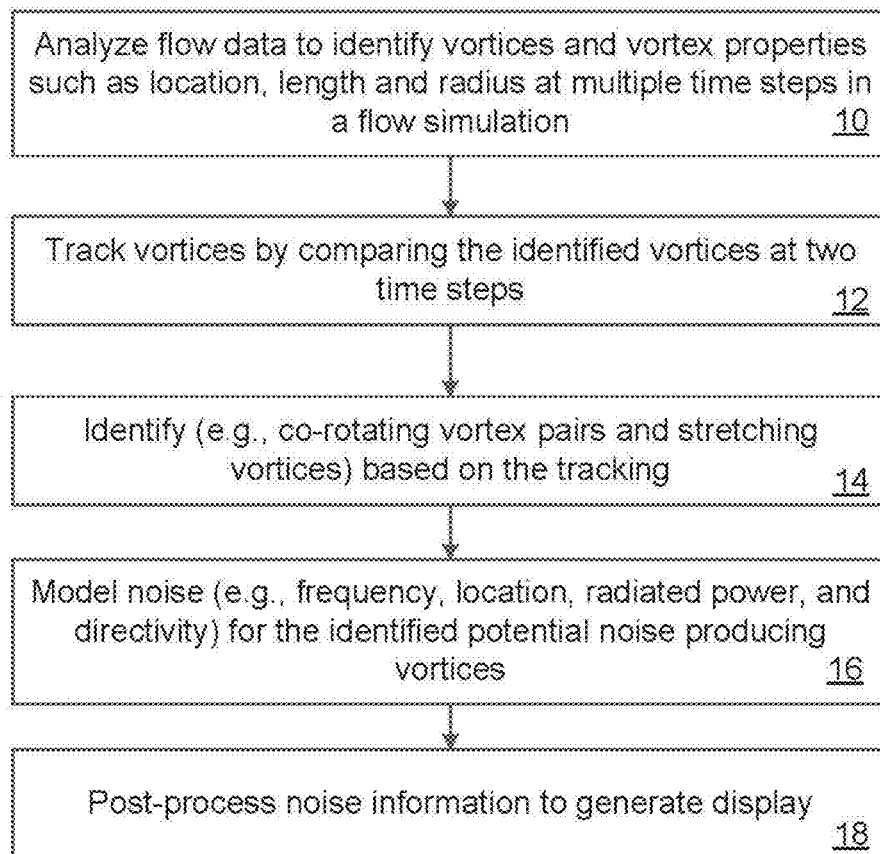 Analyze flow data to identify vortices and vortex properties
such as location, length and radius at multiple time steps in
a flow simulation
10
Track vortices by comparing the identified vortices at two
time steps
12
Identify (e.g., co-rotating vortex pairs and stretching
vortices) based on the tracking
14
Model noise (e.g., frequency, location, radiated power, and
directivity) for the identified potential noise producing
vortices
16
Post-process noise information to generate display
18